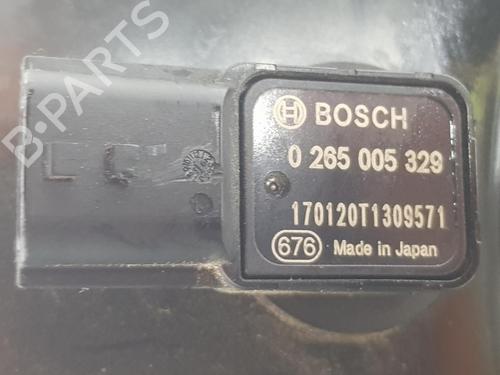 B-PARTS
BOSCH
0 265 005 329
170120T1309571
676 Made in Japan